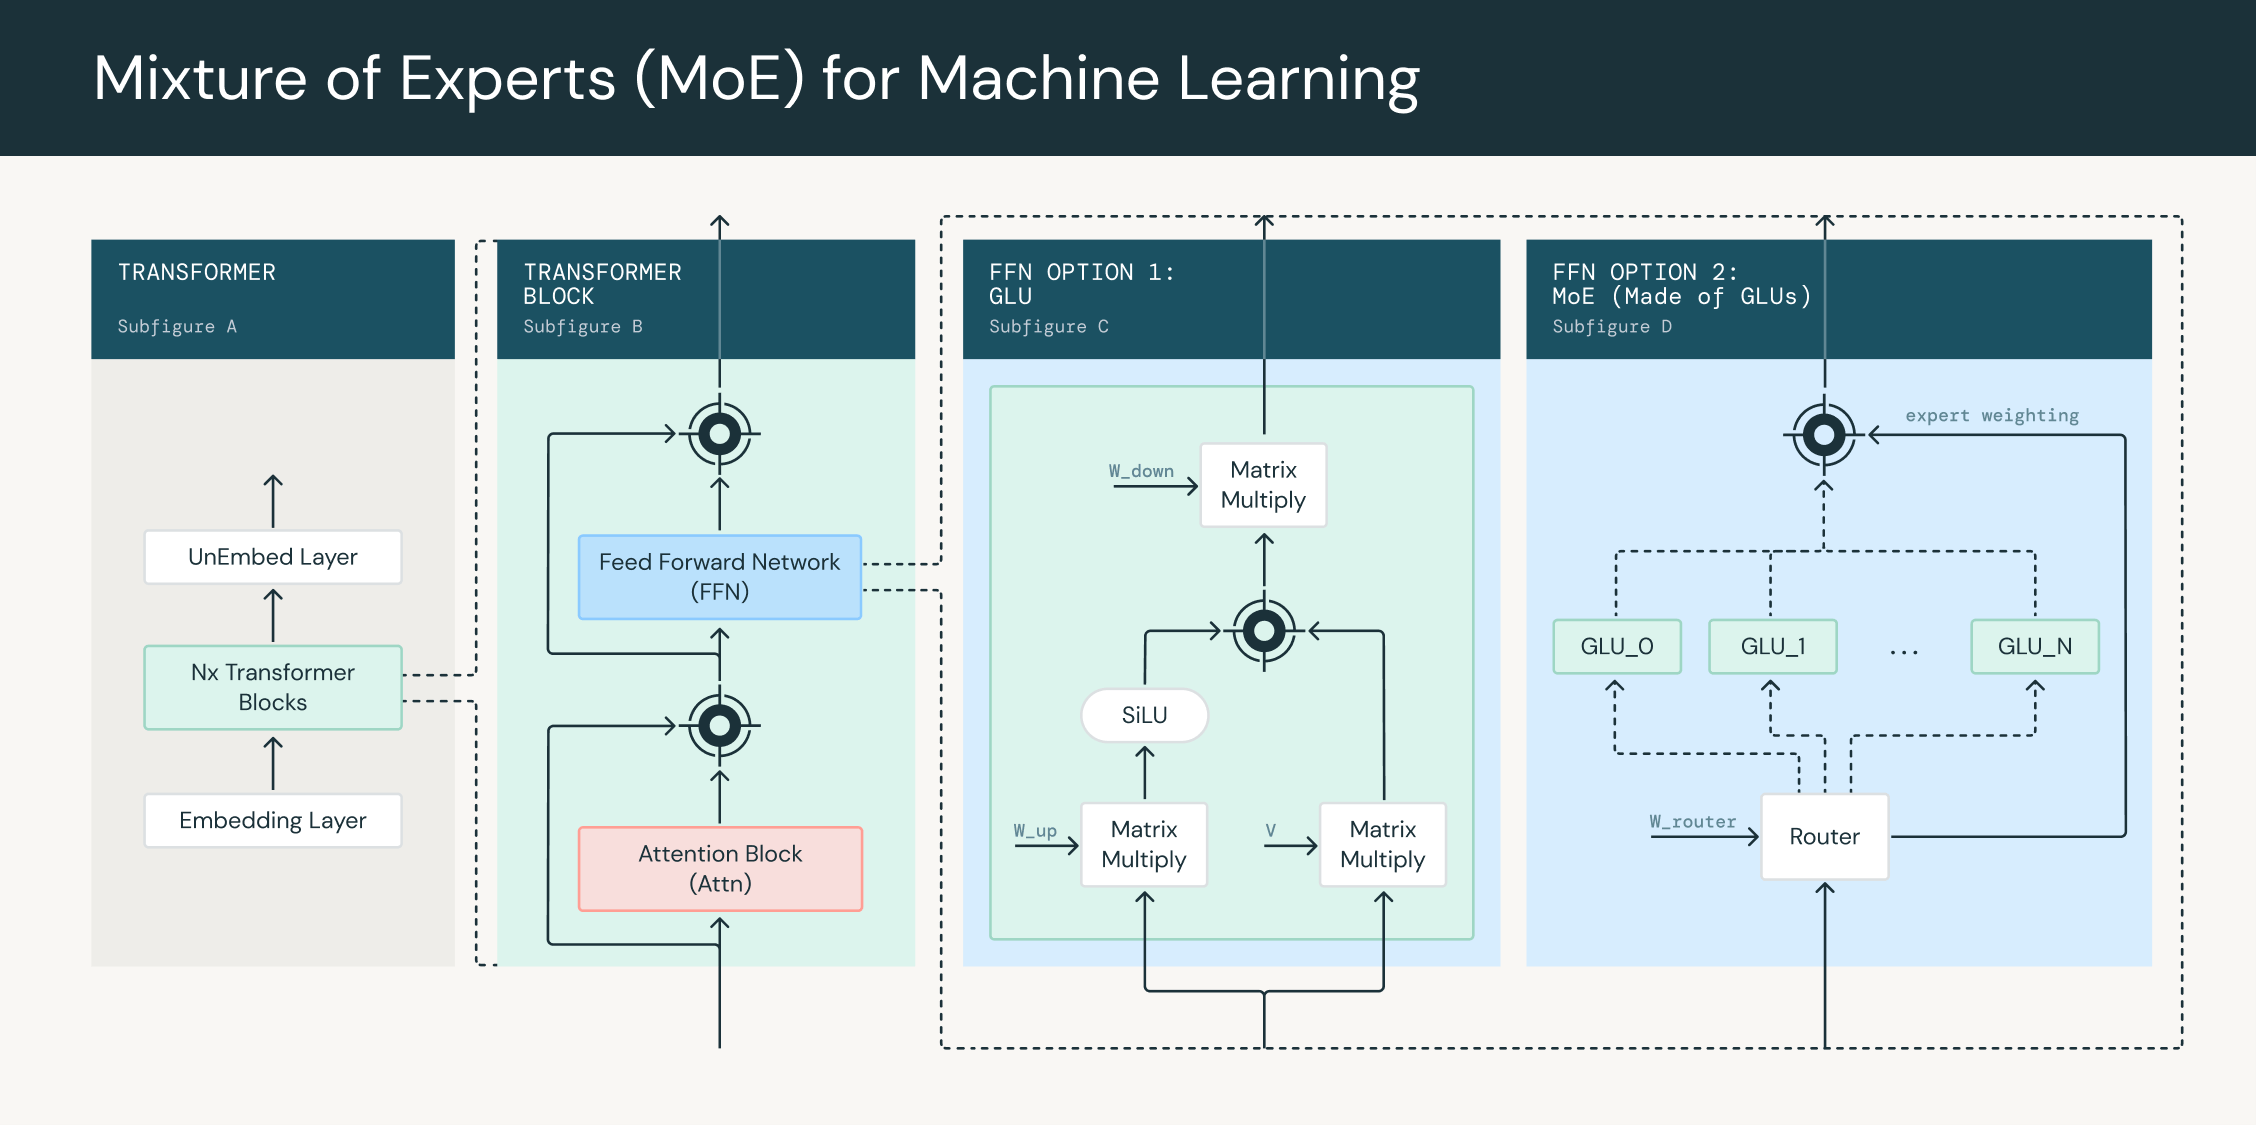 Mixture of Experts (MoE) for Machine Learning
TRANSFORMER
Subfigure A
UnEmbed Layer
Nx Transformer
Blocks
Embedding Layer
TRANSFORMER
BLOCK
Subfigure B
Feed Forward Network
(FFN)
Attention Block
(Attn)
FFN OPTION 1:
GLU
Subfigure C
W_down
Matrix
Multiply
SiLU
W_up
Matrix
Multiply
V
Matrix
Multiply
FFN OPTION 2:
MoE (Made of GLUs)
Subfigure D
expert weighting
GLU_0
GLU_1
...
GLU_N
W_router
Router